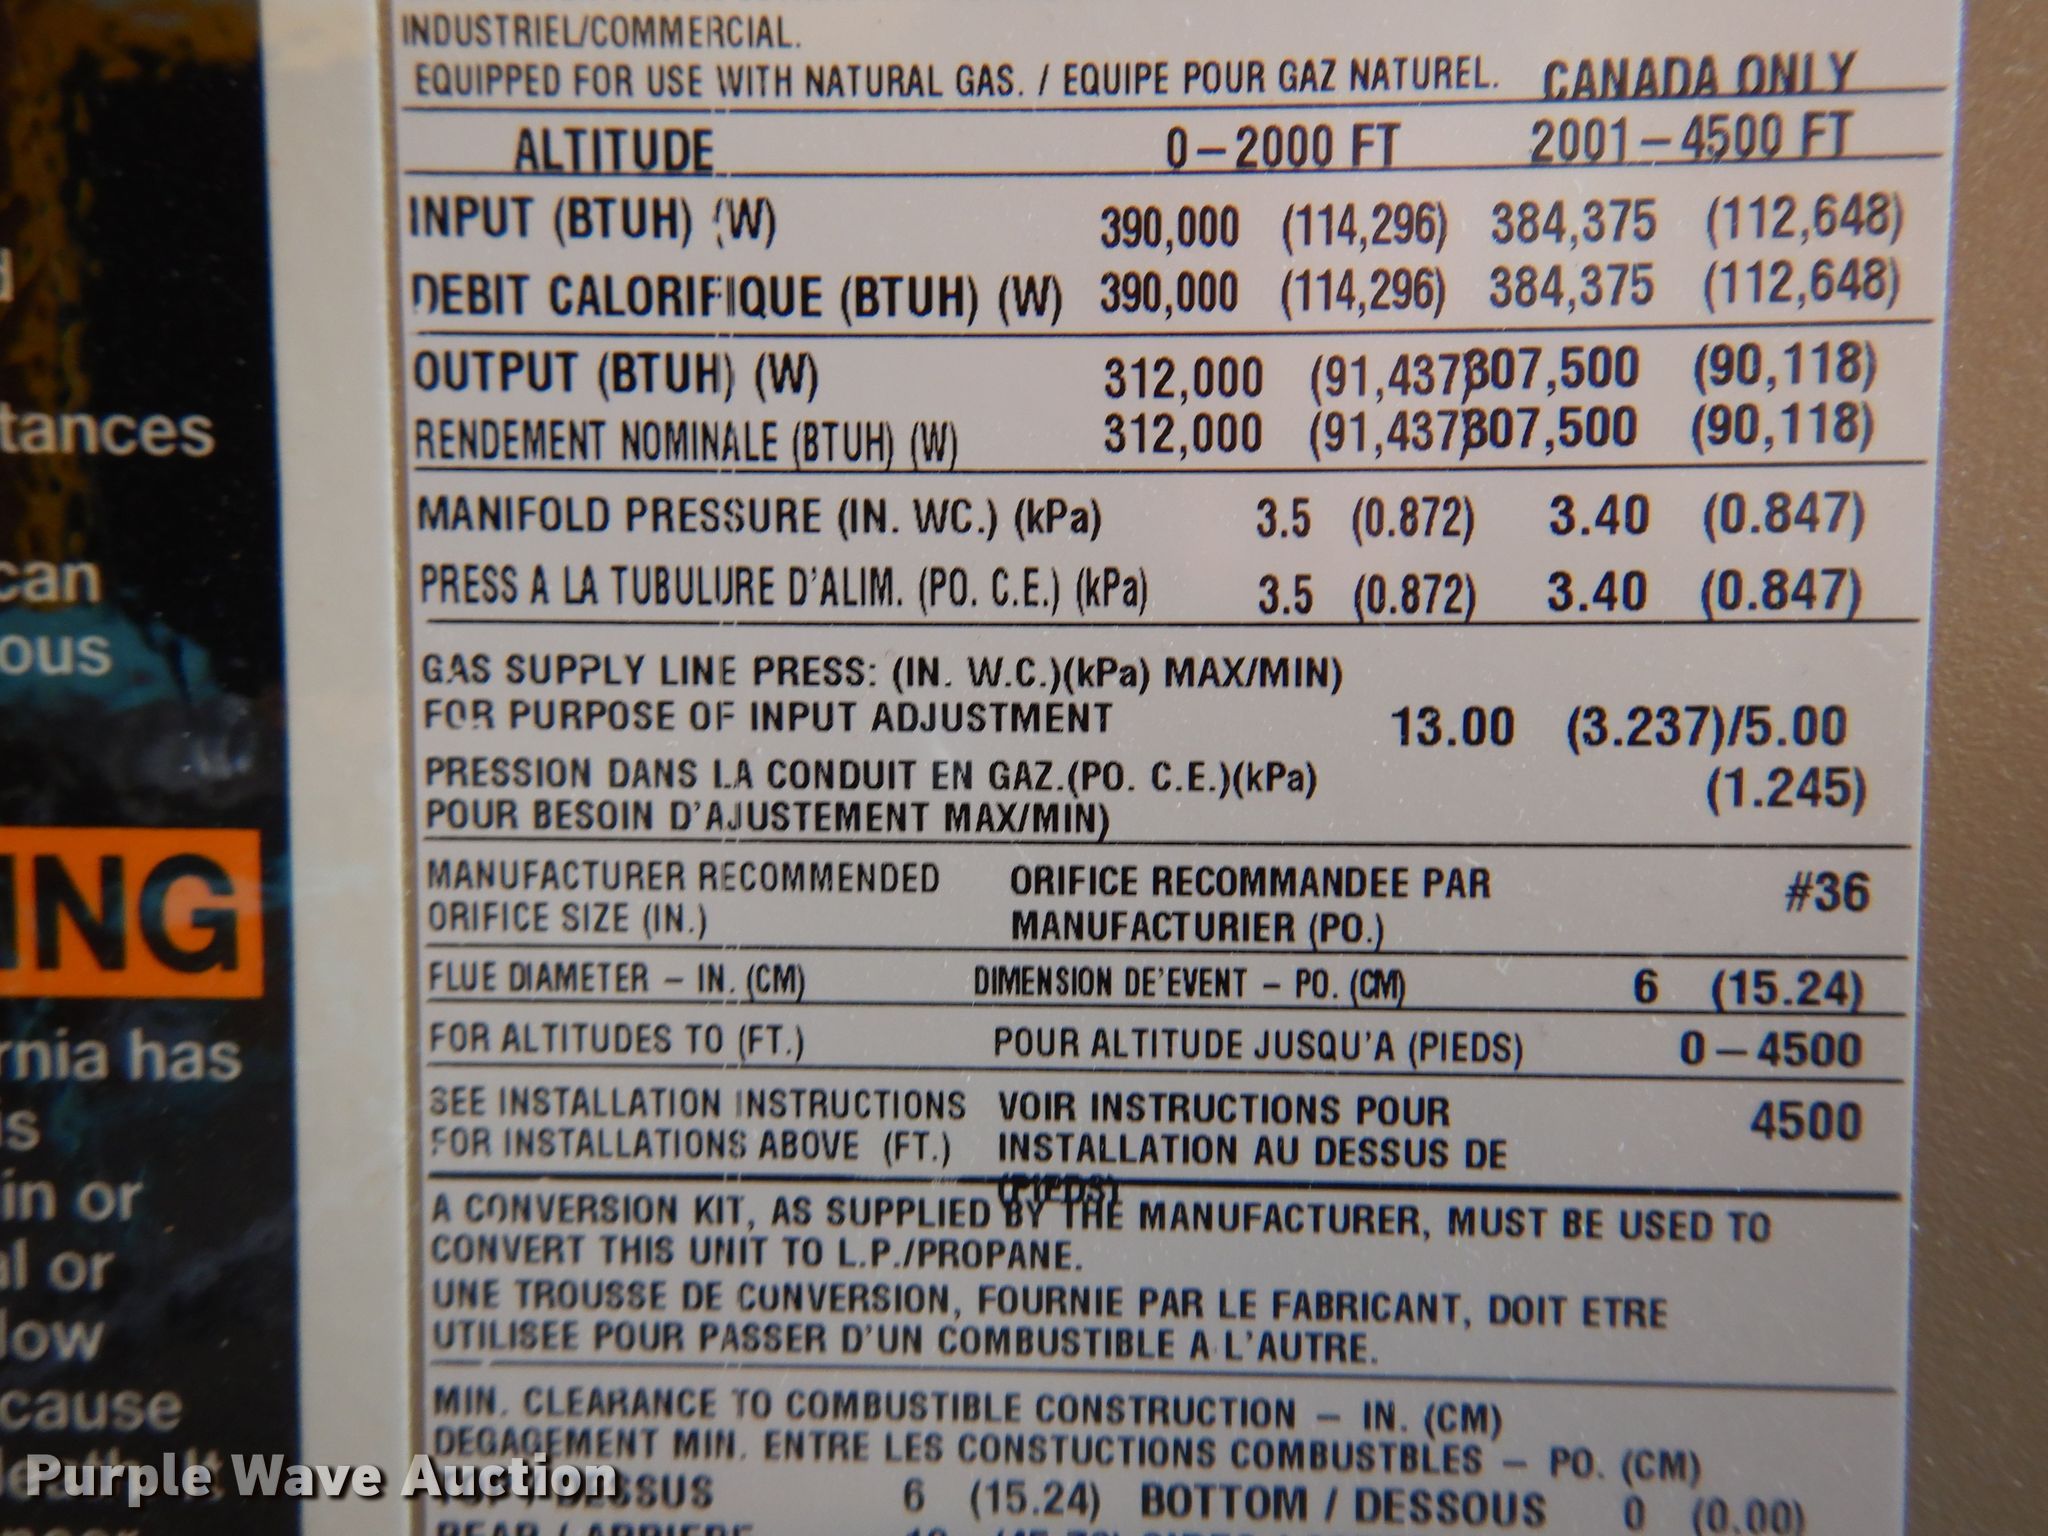 INDUSTRIEL/COMMERCIAL.
EQUIPPED FOR USE WITH NATURAL GAS. / EQUIPE POUR GAZ NATUREL. CANADA ONLY
ALTITUDE 0-2000 FT 2001-4500 FT
INPUT (BTUH) (W) 390,000 (114,296) 384,375 (112,648)
DEBIT CALORIFIQUE (BTUH) (W) 390,000 (114,296) 384,375 (112,648)
OUTPUT (BTUH) (W) 312,000 (91,437) 307,500 (90,118)
RENDEMENT NOMINALE (BTUH) (W) 312,000 (91,437) 307,500 (90,118)
MANIFOLD PRESSURE (IN. WC.) (kPa) 3.5 (0.872) 3.40 (0.847)
PRESS A LA TUBULURE D'ALIM. (PO. C.E.) (kPa) 3.5 (0.872) 3.40 (0.847)
GAS SUPPLY LINE PRESS: (IN. W.C.)(kPa) MAX/MIN)
FOR PURPOSE OF INPUT ADJUSTMENT 13.00 (3.237)/5.00
PRESSION DANS LA CONDUIT EN GAZ.(PO. C.E.)(kPa) (1.245)
POUR BESOIN D'AJUSTEMENT MAX/MIN)
MANUFACTURER RECOMMENDED ORIFICE RECOMMANDEE PAR #36
ORIFICE SIZE (IN.) MANUFACTURIER (PO.)
FLUE DIAMETER - IN. (CM) DIMENSION DE'EVENT - PO. (CM) 6 (15.24)
FOR ALTITUDES TO (FT.) POUR ALTITUDE JUSQU'A (PIEDS) 0-4500
SEE INSTALLATION INSTRUCTIONS VOIR INSTRUCTIONS POUR 4500
FOR INSTALLATIONS ABOVE (FT.) INSTALLATION AU DESSUS DE
(PIEDS)
A CONVERSION KIT, AS SUPPLIED BY THE MANUFACTURER, MUST BE USED TO
CONVERT THIS UNIT TO L.P./PROPANE.
UNE TROUSSE DE CONVERSION, FOURNIE PAR LE FABRICANT, DOIT ETRE
UTILISEE POUR PASSER D'UN COMBUSTIBLE A L'AUTRE.
MIN. CLEARANCE TO COMBUSTIBLE CONSTRUCTION - IN. (CM)
DEGAGEMENT MIN. ENTRE LES CONSTUCTIONS COMBUSTBLES - PO. (CM)
TOP / DESSUS 6 (15.24) BOTTOM / DESSOUS 0 (0.00)
REAR / ARRIERE
tances
can
ous
ING
rnia has
is
in or
al or
low
cause
Purple Wave Auction